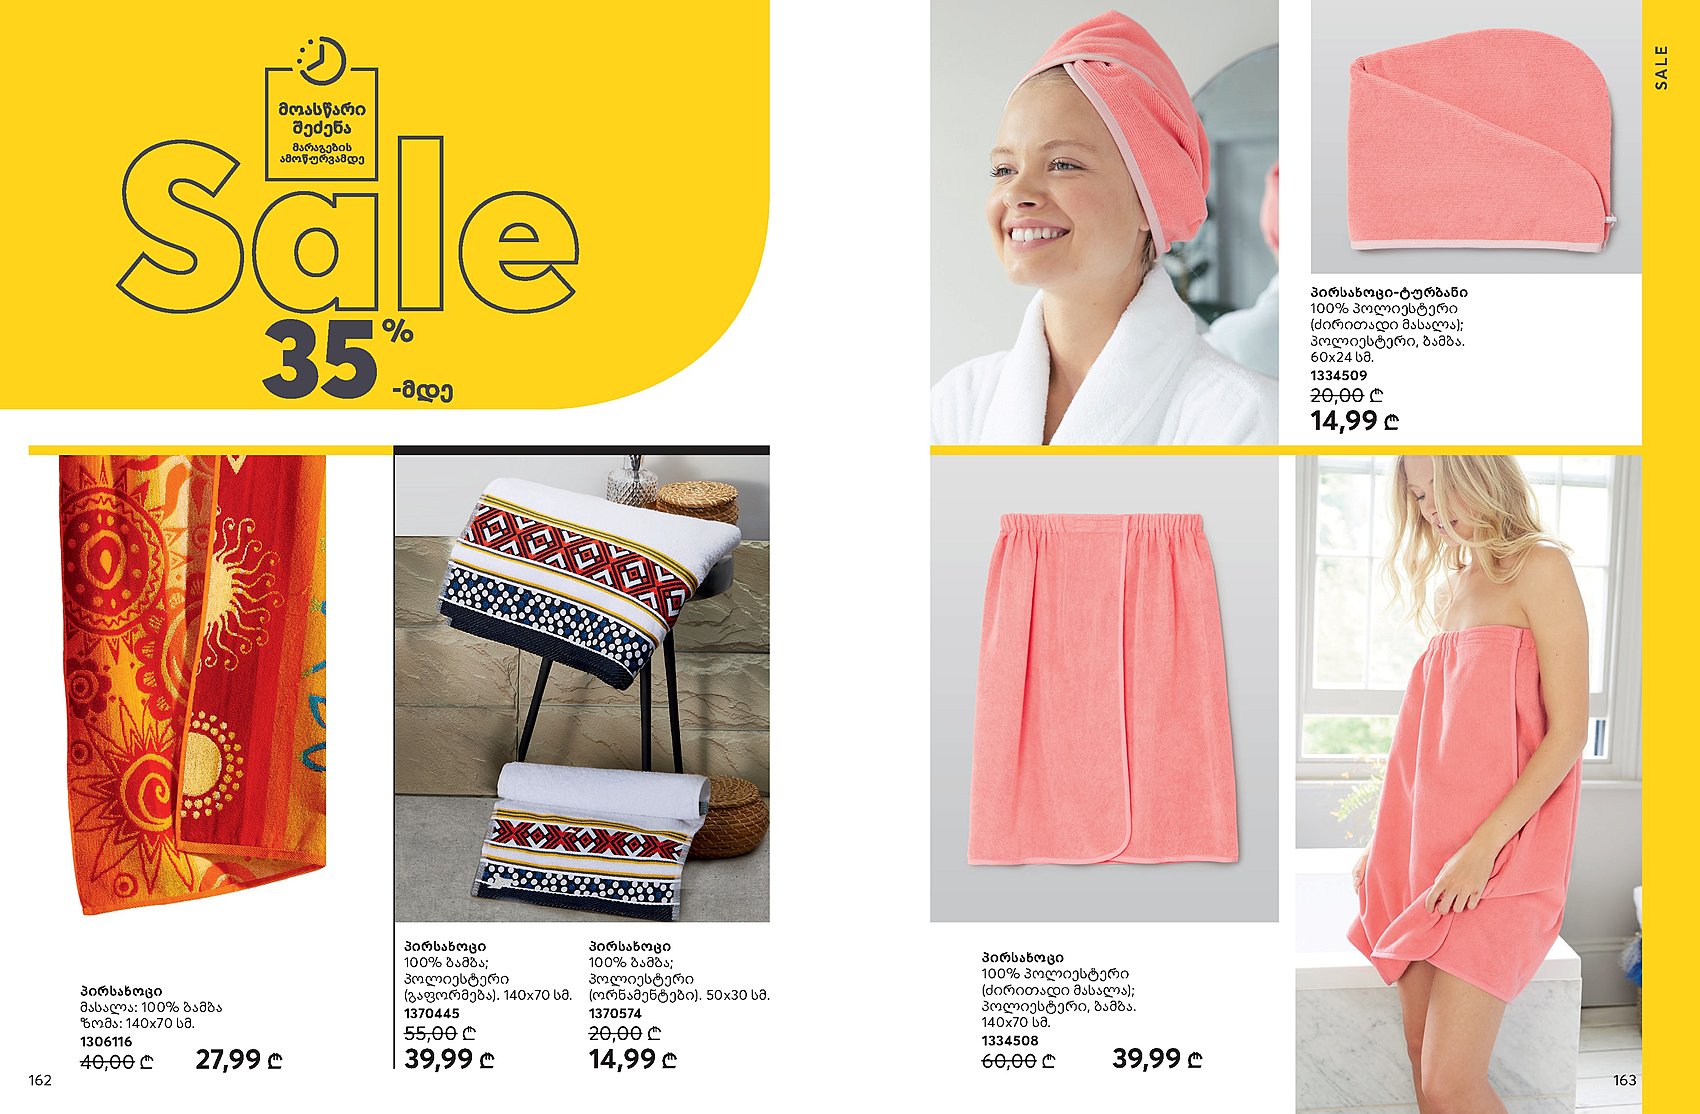 მოასწარი
შეძენა
მარაგების
ამოწურვამდე
Sale
35%
-მდე
პირსახოცი
მასალა: 100% ბამბა
ზომა: 140x70 სმ.
1306116
40,00 ₾ 27,99 ₾
162
პირსახოცი
100% ბამბა;
პოლიესტერი
(გაფორმება). 140x70 სმ.
1370445
55,00 ₾
39,99 ₾
პირსახოცი
100% ბამბა;
პოლიესტერი
(ორნამენტები). 50x30 სმ.
1370574
20,00 ₾
14,99 ₾
SALE
პირსახოცი-ტურბანი
100% პოლიესტერი
(ძირითადი მასალა);
პოლიესტერი, ბამბა.
60x24 სმ.
1334509
20,00 ₾
14,99 ₾
პირსახოცი
100% პოლიესტერი
(ძირითადი მასალა);
პოლიესტერი, ბამბა.
140x70 სმ.
1334508
60,00 ₾ 39,99 ₾
163